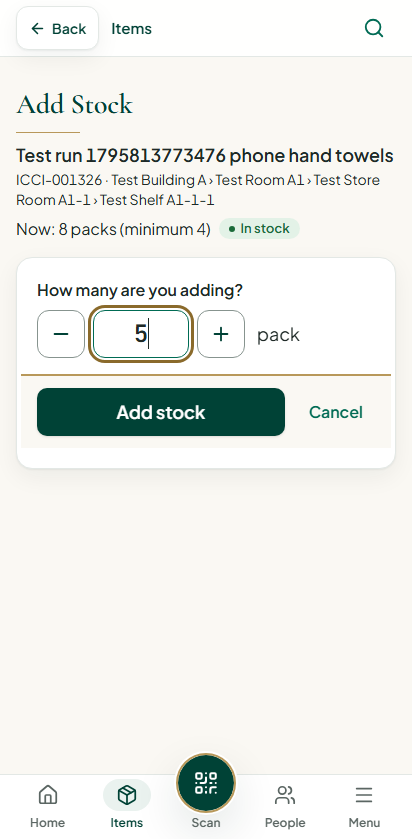 Back
Items
Add Stock
Test run 1795813773476 phone hand towels
ICCI-001326 · Test Building A › Test Room A1 › Test Store
Room A1-1 › Test Shelf A1-1-1
Now: 8 packs (minimum 4)
In stock
How many are you adding?
− 5 + pack
Add stock
Cancel
Home
Items
Scan
People
Menu